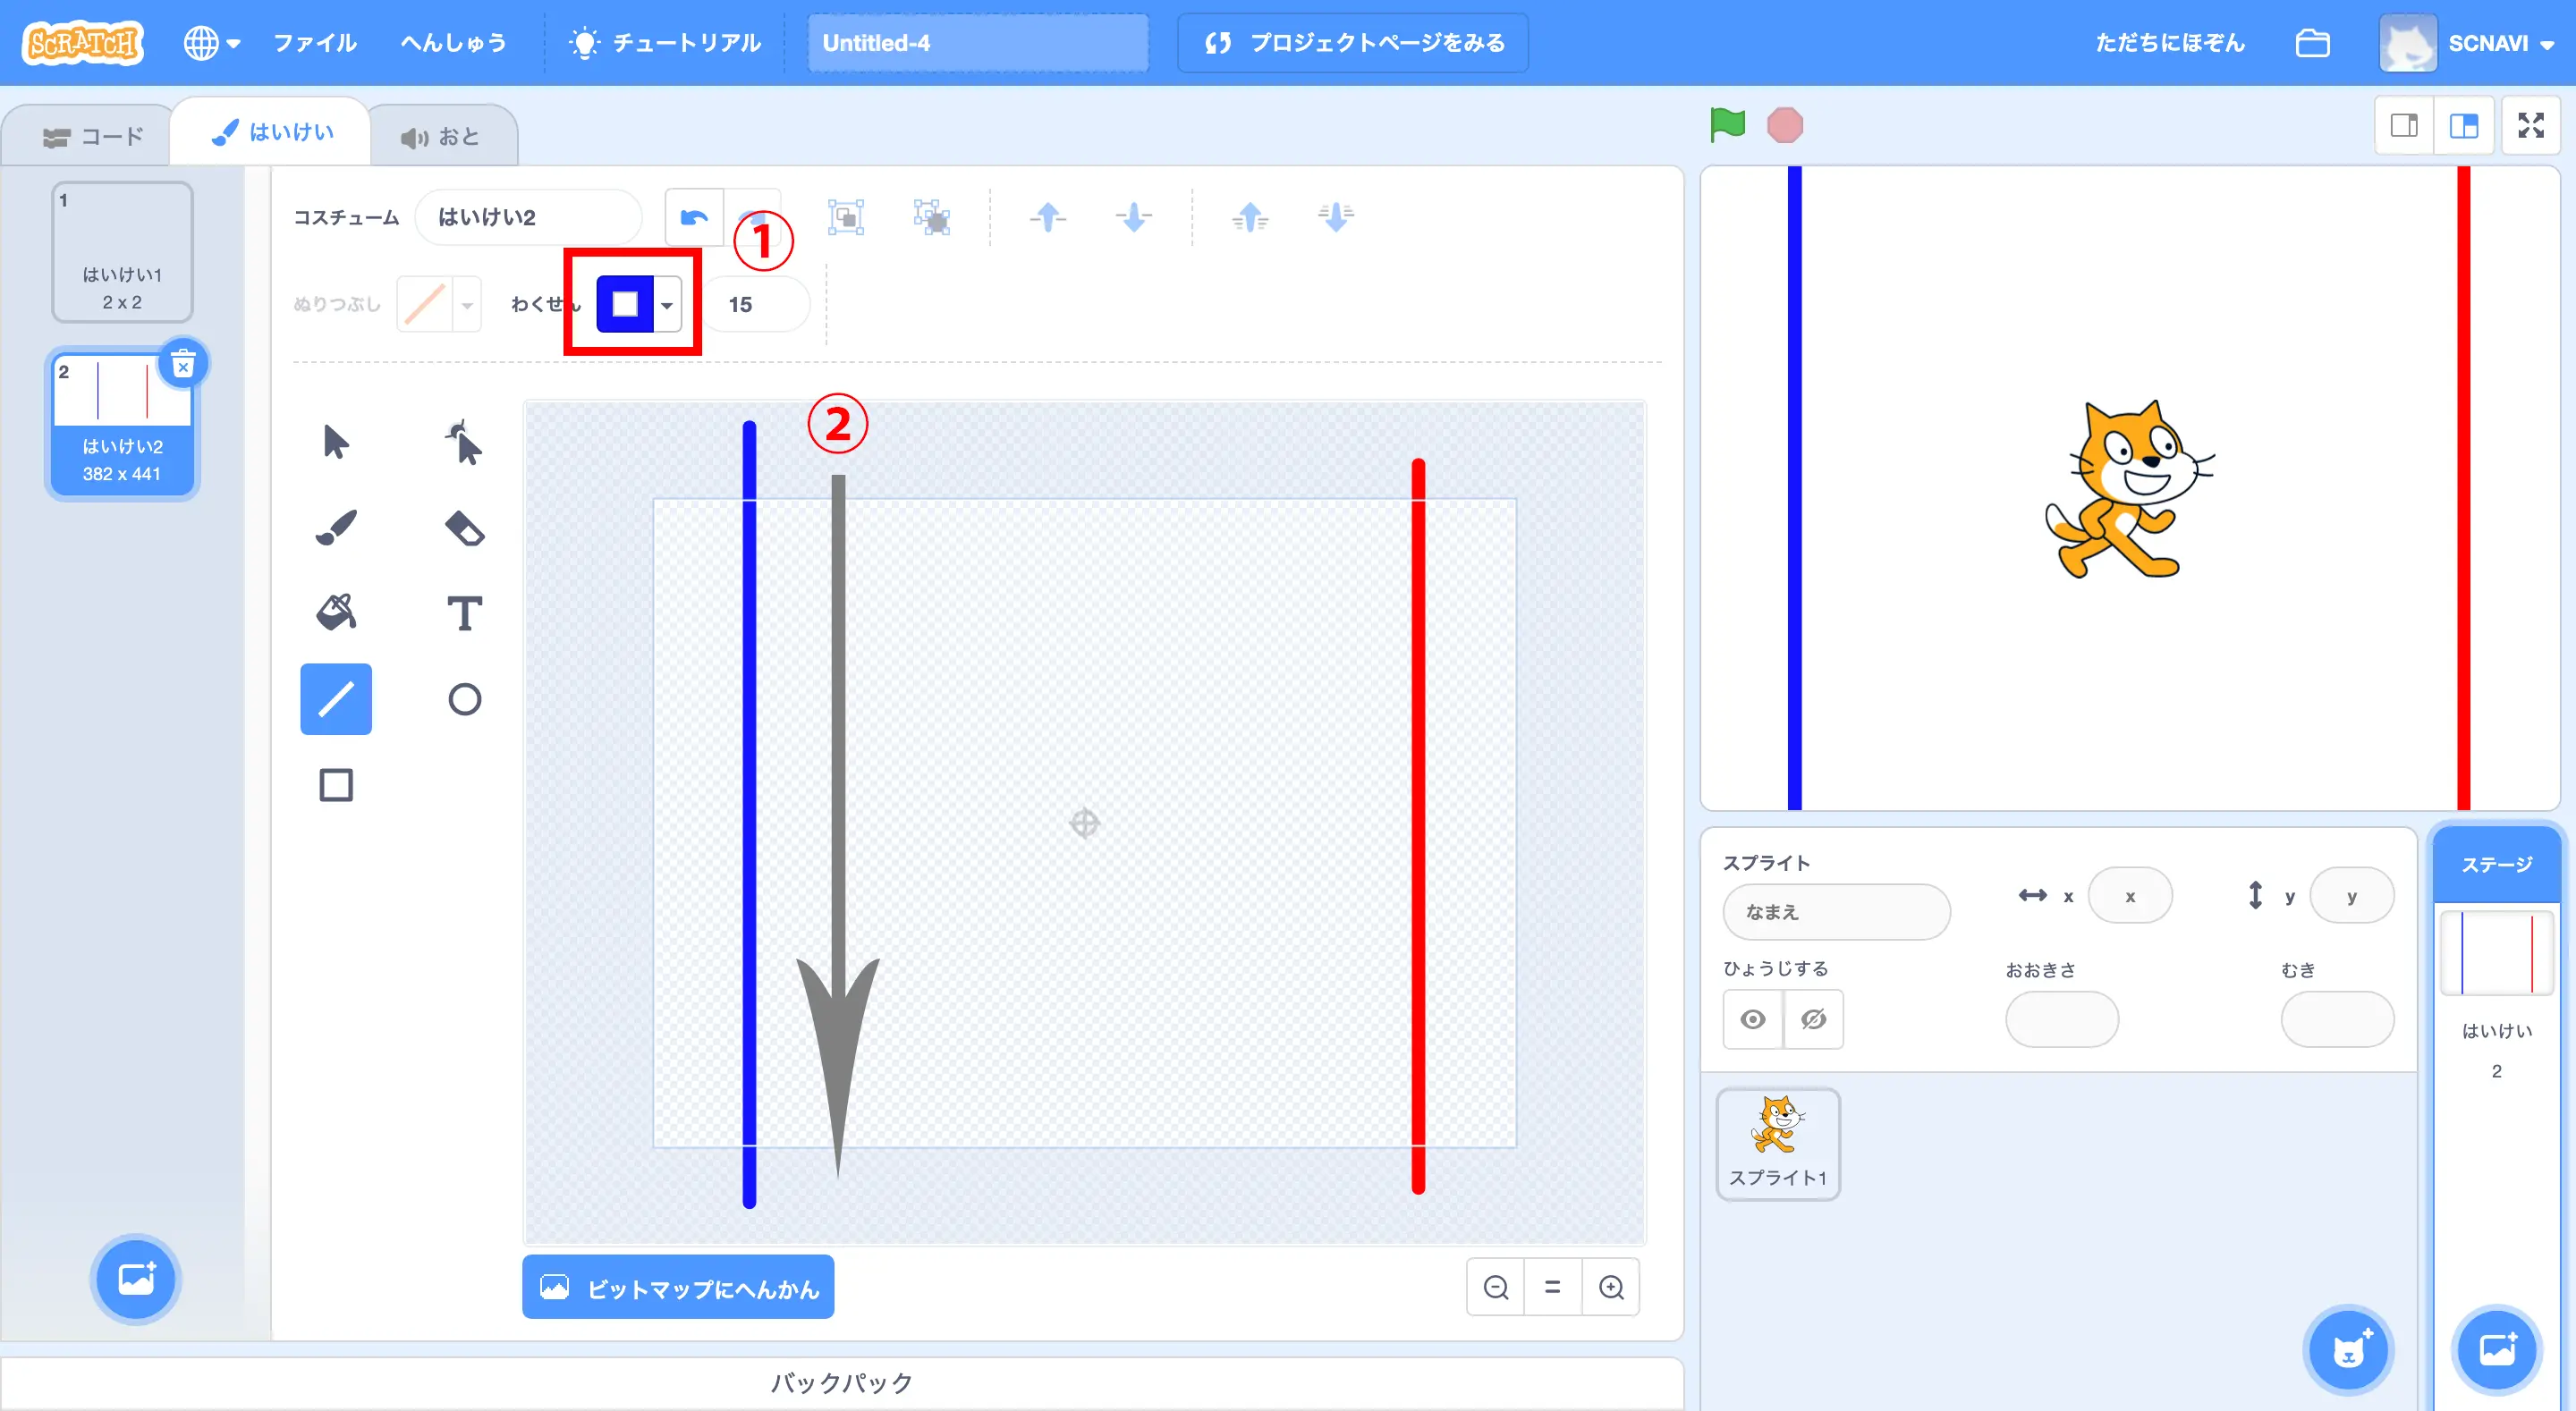 SCRATCH
ファイル
へんしゅう
チュートリアル
Untitled-4
プロジェクトページをみる
ただちにほぞん
SCNAVI
コード
はいけい
おと
1
はいけい1
2 x 2
2
はいけい2
382 x 441
コスチューム
はいけい2
①
ぬりつぶし
わくせん
15
②
T
ビットマップにへんかん
=
バックパック
スプライト
なまえ
x
x
y
y
ひょうじする
おおきさ
むき
スプライト1
ステージ
はいけい
2